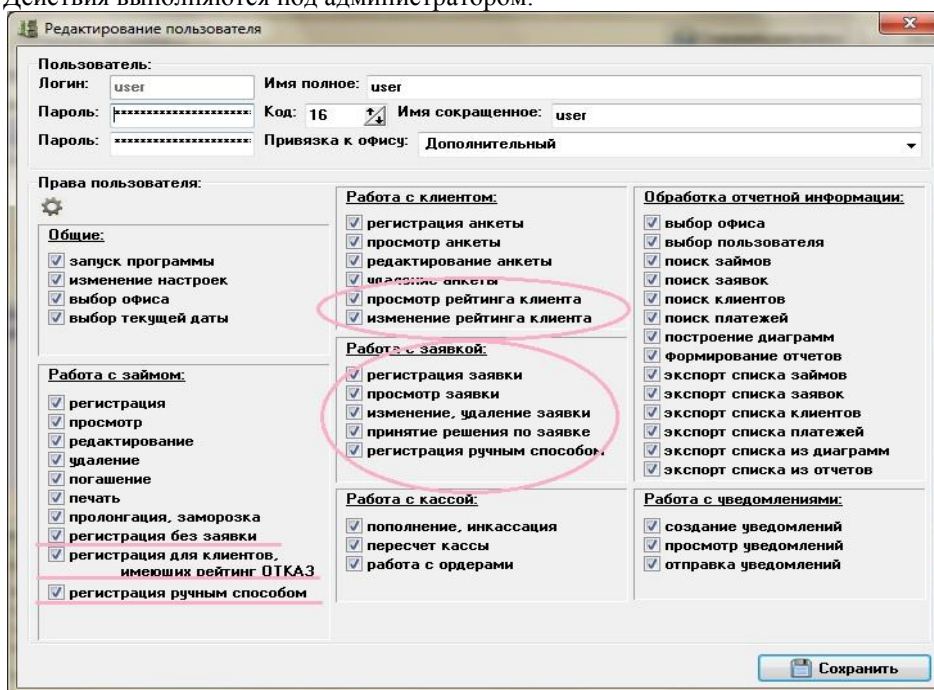 Действия выполняются под администратором:
Редактирование пользователя
Пользователь:
Логин: user Имя полное: user
Пароль: ********************* Код: 16 Имя сокращенное: user
Пароль: ********************* Привязка к офису: Дополнительный
Права пользователя:
Общие:
запуск программы
изменение настроек
выбор офиса
выбор текущей даты
Работа с займом:
регистрация
просмотр
редактирование
удаление
погашение
печать
пролонгация, заморозка
регистрация без заявки
регистрация для клиентов,
имеющих рейтинг ОТКАЗ
регистрация ручным способом
Работа с клиентом:
регистрация анкеты
просмотр анкеты
редактирование анкеты
удаление анкеты
просмотр рейтинга клиента
изменение рейтинга клиента
Работа с заявкой:
регистрация заявки
просмотр заявки
изменение, удаление заявки
принятие решения по заявке
регистрация ручным способом
Работа с кассой:
пополнение, инкассация
пересчет кассы
работа с ордерами
Обработка отчетной информации:
выбор офиса
выбор пользователя
поиск займов
поиск заявок
поиск клиентов
поиск платежей
построение диаграмм
формирование отчетов
экспорт списка займов
экспорт списка заявок
экспорт списка клиентов
экспорт списка платежей
экспорт списка из диаграмм
экспорт списка из отчетов
Работа с уведомлениями:
создание уведомлений
просмотр уведомлений
отправка уведомлений
Сохранить